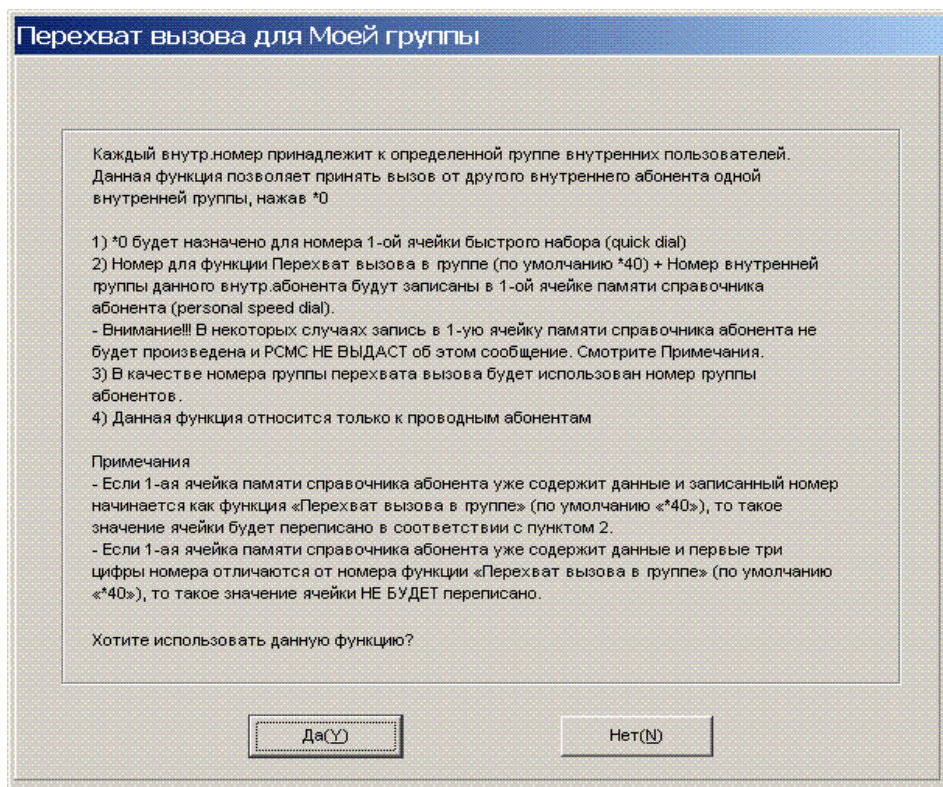 Перехват вызова для Моей группы
Каждый внутр.номер принадлежит к определенной группе внутренних пользователей.
Данная функция позволяет принять вызов от другого внутреннего абонента одной
внутренней группы, нажав *0
1) *0 будет назначено для номера 1-ой ячейки быстрого набора (quick dial)
2) Номер для функции Перехват вызова в группе (по умолчанию *40) + Номер внутренней
группы данного внутр.абонента будут записаны в 1-ой ячейке памяти справочника
абонента (personal speed dial).
- Внимание!!! В некоторых случаях запись в 1-ую ячейку памяти справочника абонента не
будет произведена и PCMC НЕ ВЫДАСТ об этом сообщение. Смотрите Примечания.
3) В качестве номера группы перехвата вызова будет использован номер группы
абонентов.
4) Данная функция относится только к проводным абонентам
Примечания
- Если 1-ая ячейка памяти справочника абонента уже содержит данные и записанный номер
начинается как функция «Перехват вызова в группе» (по умолчанию «*40»), то такое
значение ячейки будет переписано в соответствии с пунктом 2.
- Если 1-ая ячейка памяти справочника абонента уже содержит данные и первые три
цифры номера отличаются от номера функции «Перехват вызова в группе» (по умолчанию
«*40»), то такое значение ячейки НЕ БУДЕТ переписано.
Хотите использовать данную функцию?
Да(Y) Нет(N)